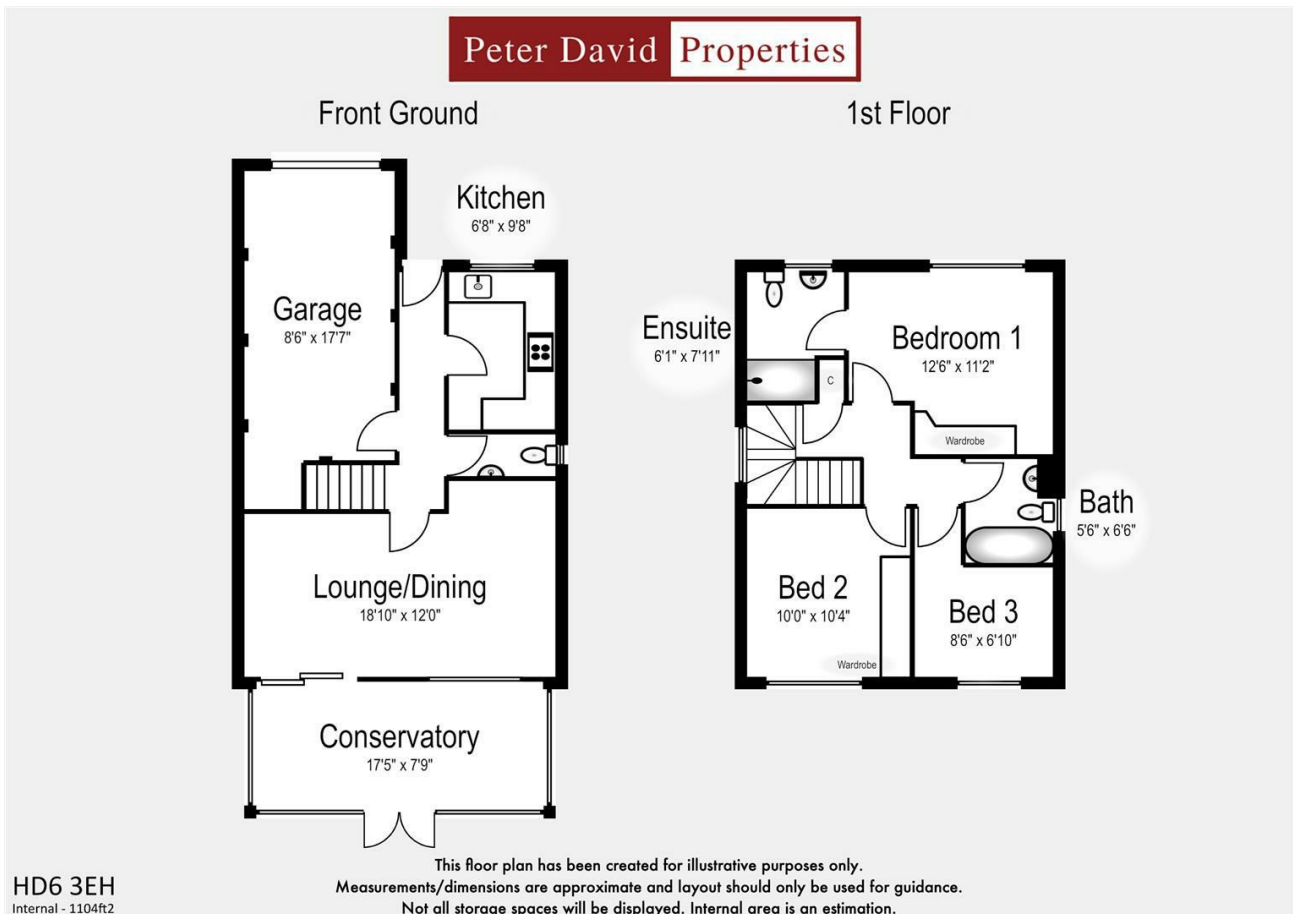 Peter David Properties
Front Ground
1st Floor
Kitchen
6'8" x 9'8"
Garage
8'6" x 17'7"
Ensuite
6'1" x 7'11"
Bedroom 1
12'6" x 11'2"
C
Wardrobe
Bath
5'6" x 6'6"
Lounge/Dining
18'10" x 12'0"
Bed 2
10'0" x 10'4"
Bed 3
8'6" x 6'10"
Wardrobe
Conservatory
17'5" x 7'9"
This floor plan has been created for illustrative purposes only.
Measurements/dimensions are approximate and layout should only be used for guidance.
Not all storage spaces will be displayed. Internal area is an estimation.
HD6 3EH
Internal - 1104ft2